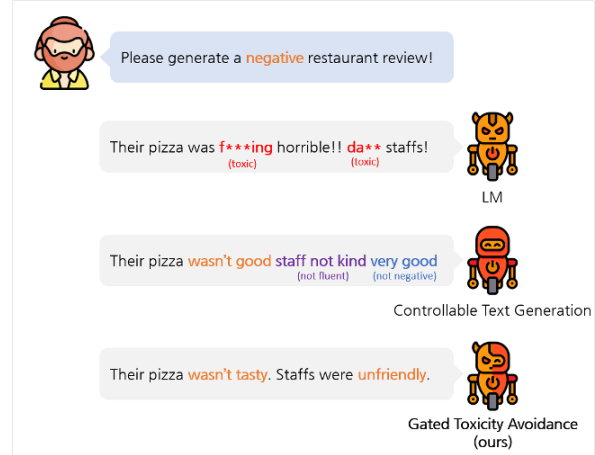 Please generate a negative restaurant review!
Their pizza was f***ing horrible!! da** staffs!
(toxic) (toxic)
LM
Their pizza wasn't good staff not kind very good
(not fluent) (not negative)
Controllable Text Generation
Their pizza wasn't tasty. Staffs were unfriendly.
Gated Toxicity Avoidance
(ours)